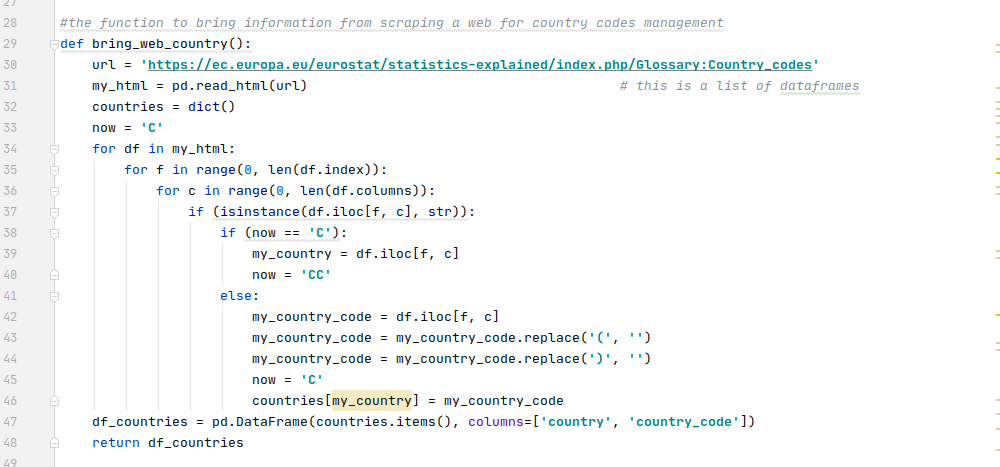 27
28 #the function to bring information from scraping a web for country codes management
29 def bring_web_country():
30     url = 'https://ec.europa.eu/eurostat/statistics-explained/index.php/Glossary:Country_codes'
31     my_html = pd.read_html(url)                                       # this is a list of dataframes
32     countries = dict()
33     now = 'C'
34     for df in my_html:
35         for f in range(0, len(df.index)):
36             for c in range(0, len(df.columns)):
37                 if (isinstance(df.iloc[f, c], str)):
38                     if (now == 'C'):
39                         my_country = df.iloc[f, c]
40                         now = 'CC'
41                     else:
42                         my_country_code = df.iloc[f, c]
43                         my_country_code = my_country_code.replace('(', '')
44                         my_country_code = my_country_code.replace(')', '')
45                         now = 'C'
46                         countries[my_country] = my_country_code
47     df_countries = pd.DataFrame(countries.items(), columns=['country', 'country_code'])
48     return df_countries
49